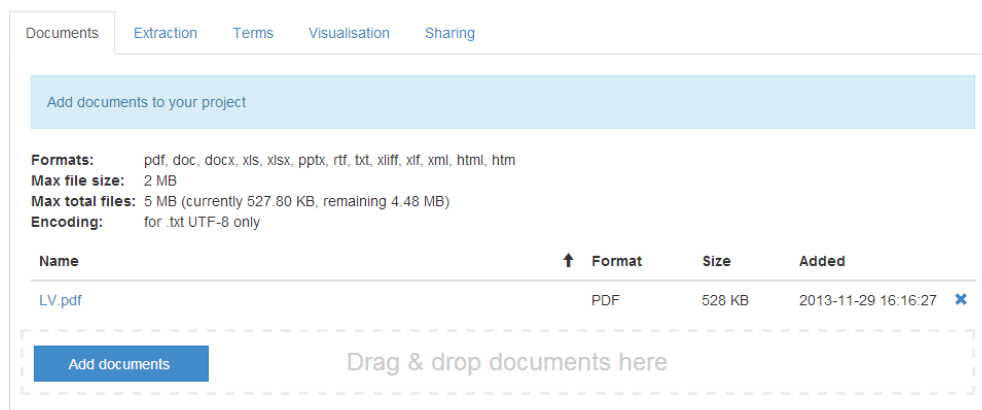 Documents Extraction Terms Visualisation Sharing
Add documents to your project
Formats: pdf, doc, docx, xls, xlsx, pptx, rtf, txt, xliff, xlf, xml, html, htm
Max file size: 2 MB
Max total files: 5 MB (currently 527.80 KB, remaining 4.48 MB)
Encoding: for .txt UTF-8 only
Name Format Size Added
LV.pdf PDF 528 KB 2013-11-29 16:16:27
Add documents Drag & drop documents here